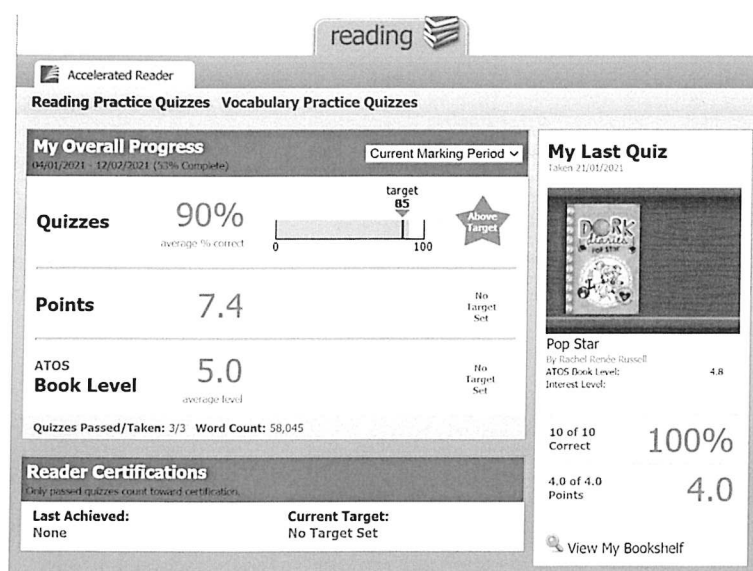 reading
Accelerated Reader
Reading Practice Quizzes Vocabulary Practice Quizzes
My Overall Progress
04/01/2021 - 12/02/2021 (53% Complete)
Current Marking Period
Quizzes
90%
average % correct
target
85
0
100
Above
Target
Points
7.4
No
Target
Set
ATOS
Book Level
5.0
average level
No
Target
Set
Quizzes Passed/Taken: 3/3 Word Count: 58,045
Reader Certifications
Only passed quizzes count toward certification.
Last Achieved:
None
Current Target:
No Target Set
My Last Quiz
Taken 21/01/2021
DORK
diaries
POP STAR
Pop Star
By Rachel Renée Russell
ATOS Book Level: 4.8
Interest Level:
10 of 10
Correct
100%
4.0 of 4.0
Points
4.0
View My Bookshelf